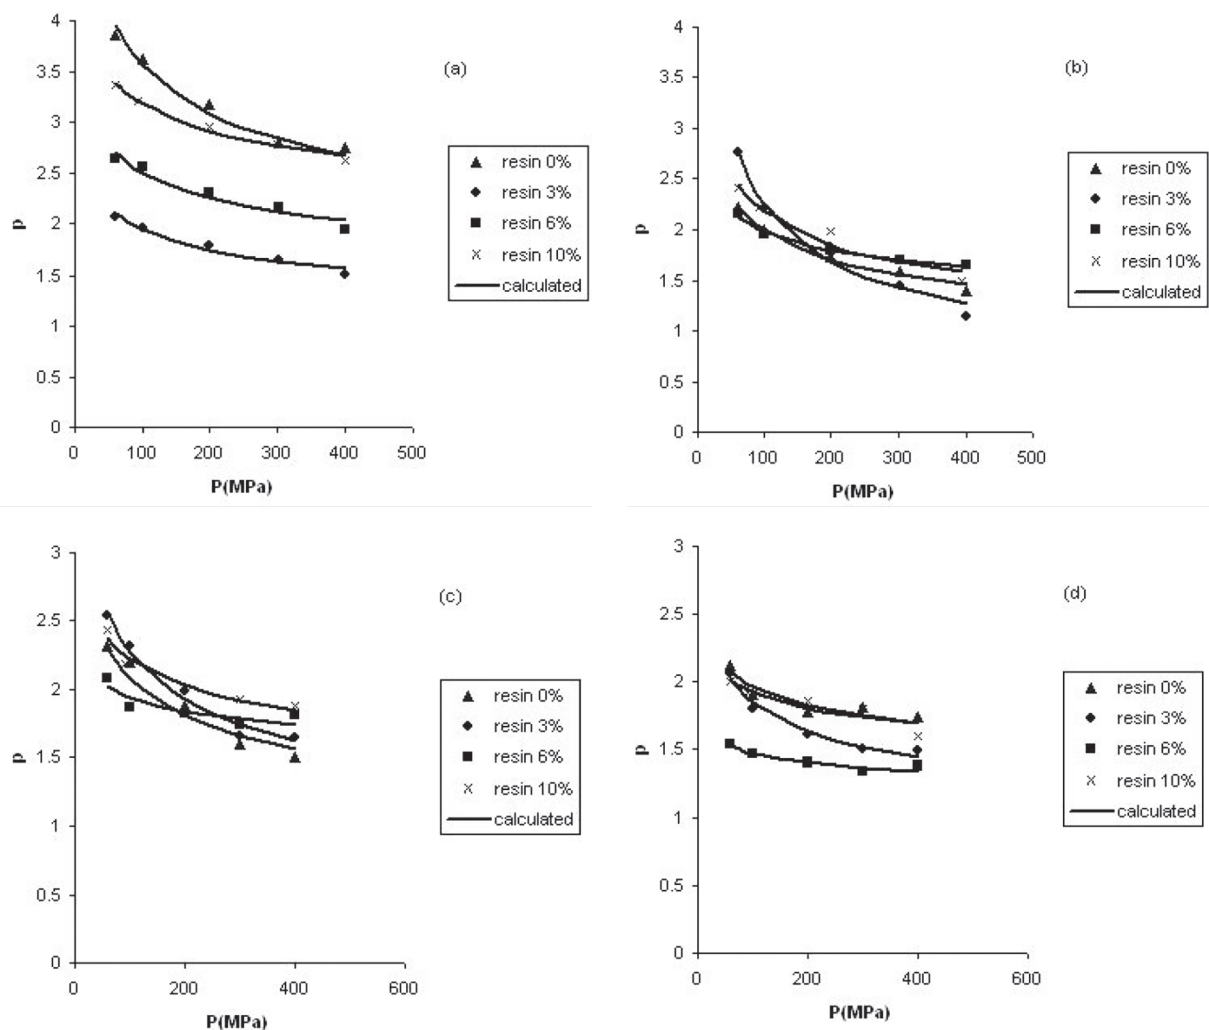 4
3.5
3
2.5
2
1.5
1
0.5
0
p
0 100 200 300 400 500
P(MPa)
(a)
resin 0%
resin 3%
resin 6%
resin 10%
calculated
4
3.5
3
2.5
2
1.5
1
0.5
0
p
0 100 200 300 400 500
P(MPa)
(b)
resin 0%
resin 3%
resin 6%
resin 10%
calculated
3
2.5
2
1.5
1
0.5
0
p
0 200 400 600
P(MPa)
(c)
resin 0%
resin 3%
resin 6%
resin 10%
calculated
3
2.5
2
1.5
1
0.5
0
p
0 200 400 600
P(MPa)
(d)
resin 0%
resin 3%
resin 6%
resin 10%
calculated